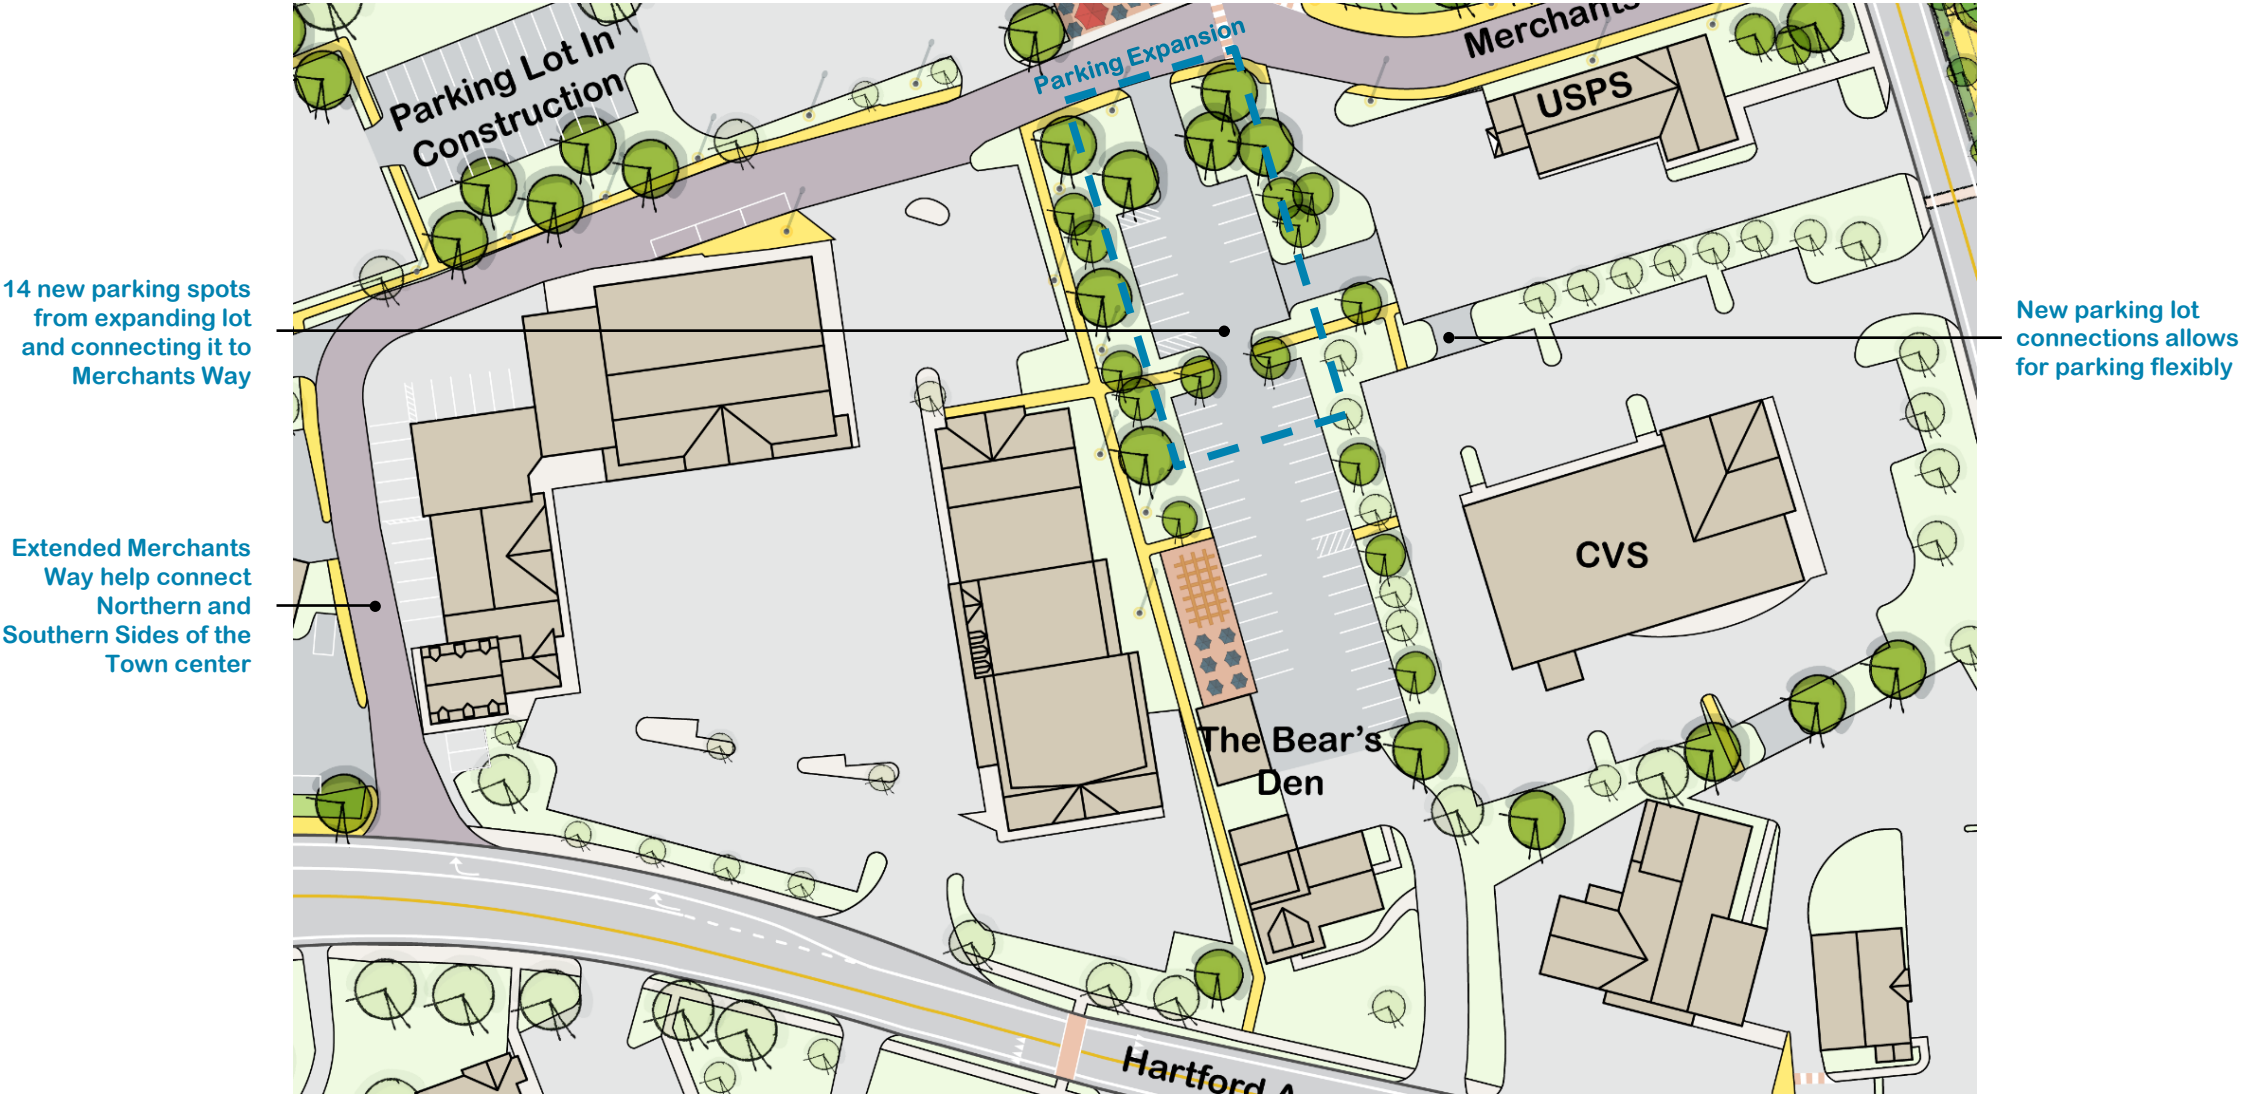 Parking Lot In
Construction
Parking Expansion
Merchants
USPS
14 new parking spots
from expanding lot
and connecting it to
Merchants Way
New parking lot
connections allows
for parking flexibly
Extended Merchants
Way help connect
Northern and
Southern Sides of the
Town center
CVS
The Bear's
Den
Hartford A